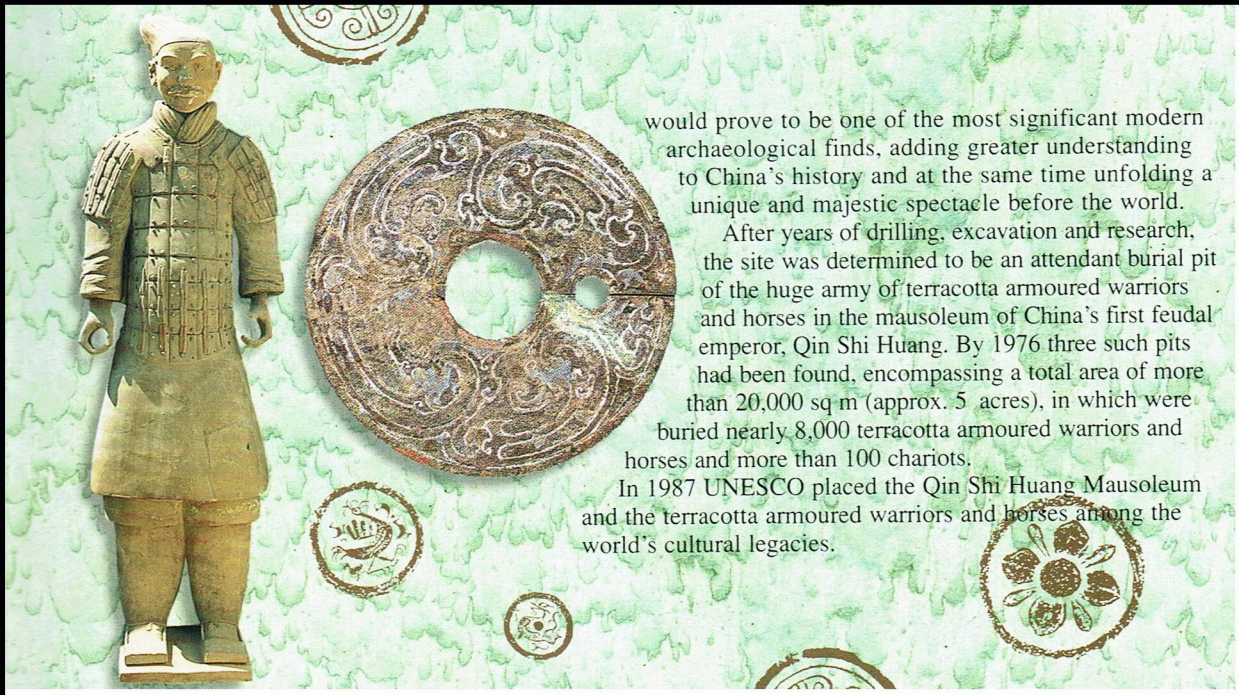 would prove to be one of the most significant modern
archaeological finds, adding greater understanding
to China's history and at the same time unfolding a
unique and majestic spectacle before the world.
After years of drilling, excavation and research,
the site was determined to be an attendant burial pit
of the huge army of terracotta armoured warriors
and horses in the mausoleum of China's first feudal
emperor, Qin Shi Huang. By 1976 three such pits
had been found, encompassing a total area of more
than 20,000 sq m (approx. 5 acres), in which were
buried nearly 8,000 terracotta armoured warriors and
horses and more than 100 chariots.
In 1987 UNESCO placed the Qin Shi Huang Mausoleum
and the terracotta armoured warriors and horses among the
world's cultural legacies.